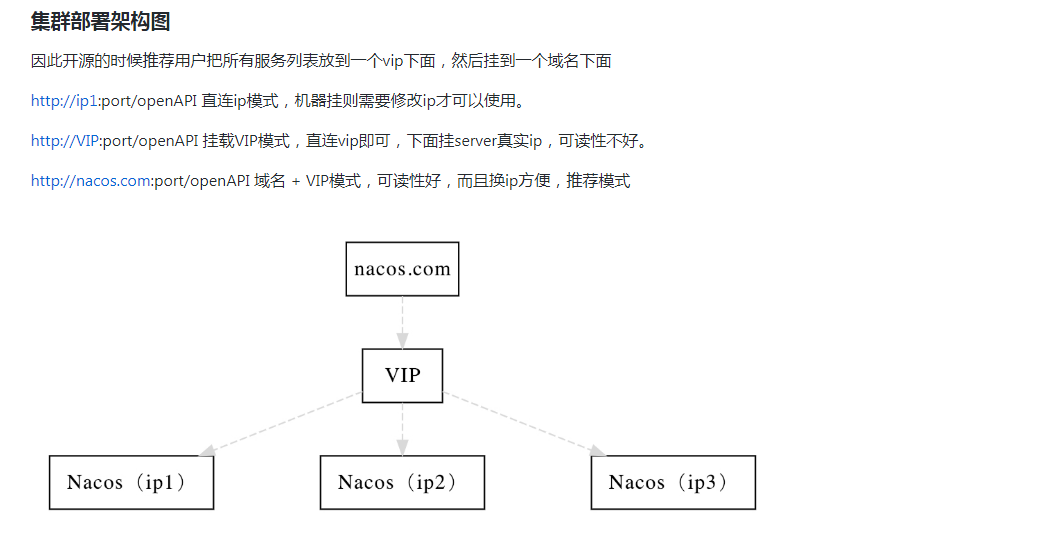 集群部署架构图
因此开源的时候推荐用户把所有服务列表放到一个vip下面，然后挂到一个域名下面
http://ip1:port/openAPI 直连ip模式，机器挂则需要修改ip才可以使用。
http://VIP:port/openAPI 挂载VIP模式，直连vip即可，下面挂server真实ip，可读性不好。
http://nacos.com:port/openAPI 域名 + VIP模式，可读性好，而且换ip方便，推荐模式
nacos.com
VIP
Nacos（ip1）
Nacos（ip2）
Nacos（ip3）